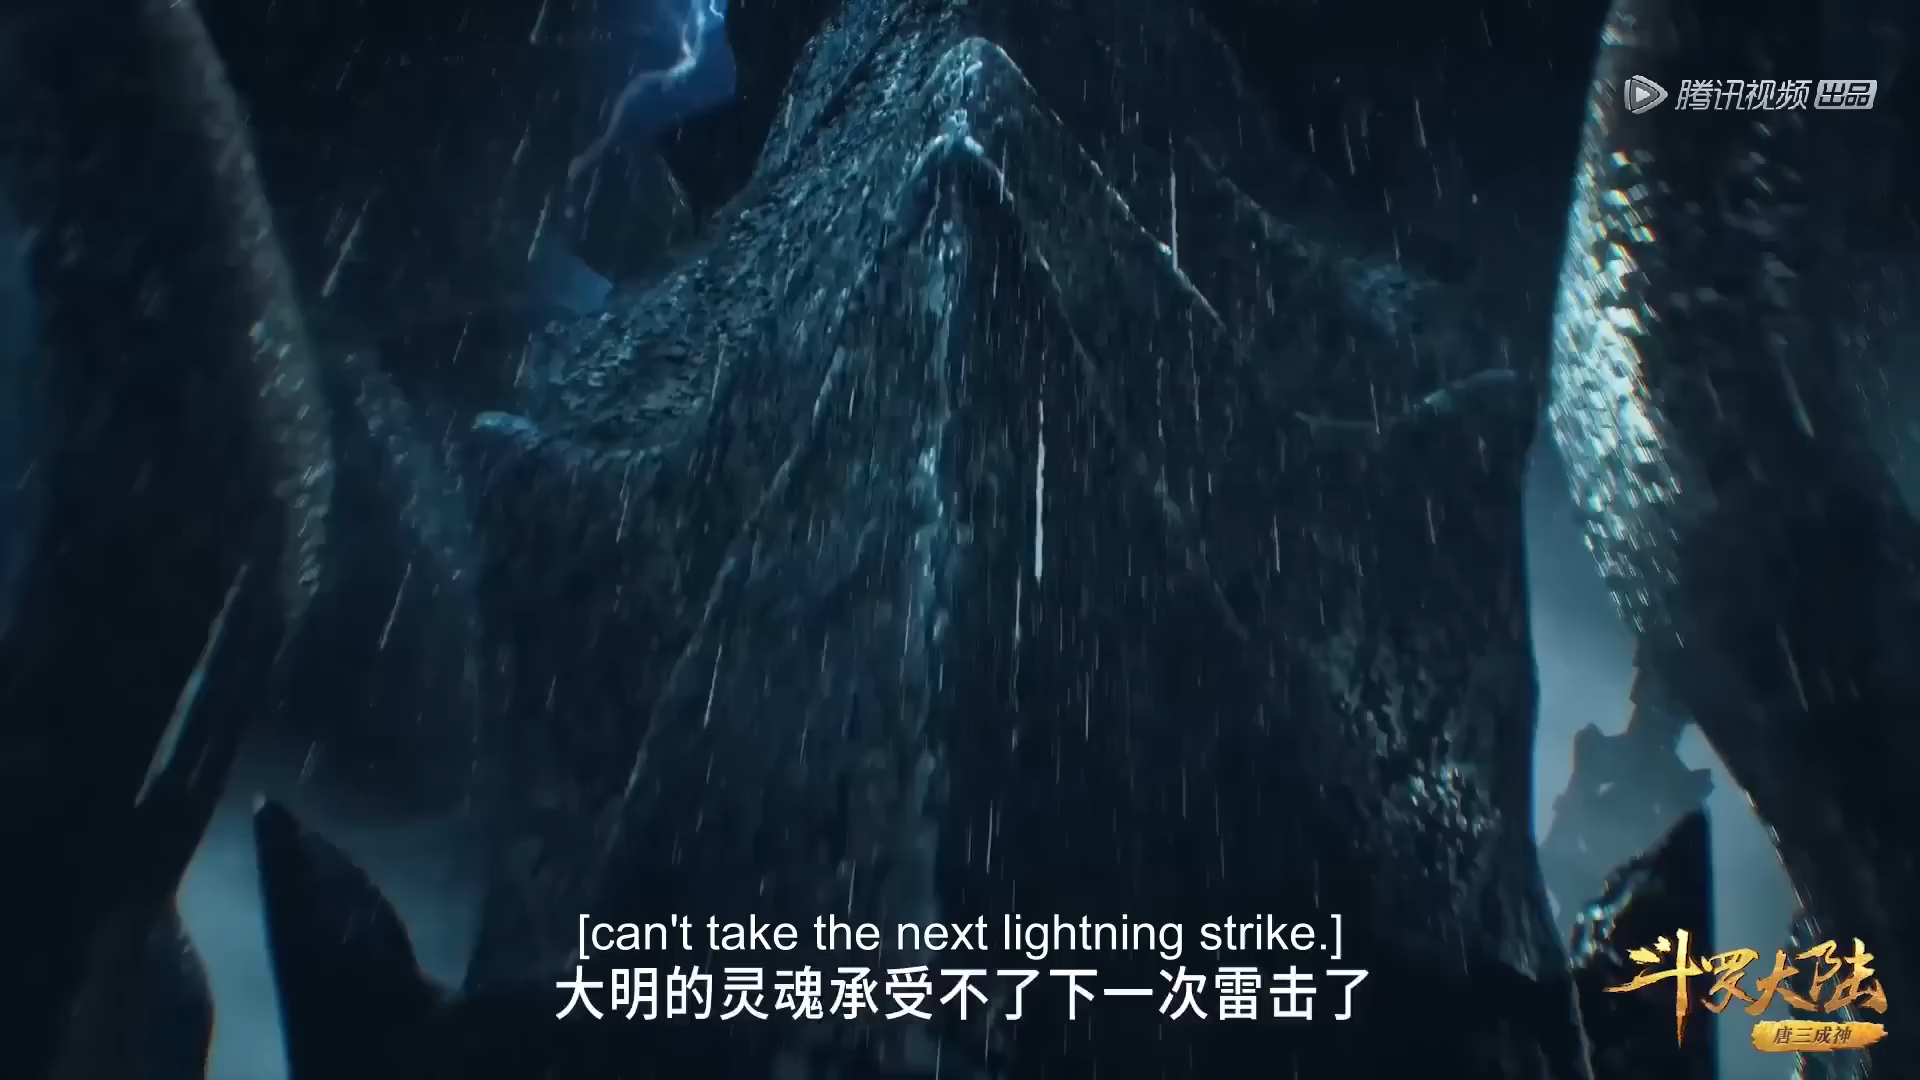 腾讯视频 出品
[can't take the next lightning strike.]
大明的灵魂承受不了下一次雷击了
斗罗大陆
唐三成神